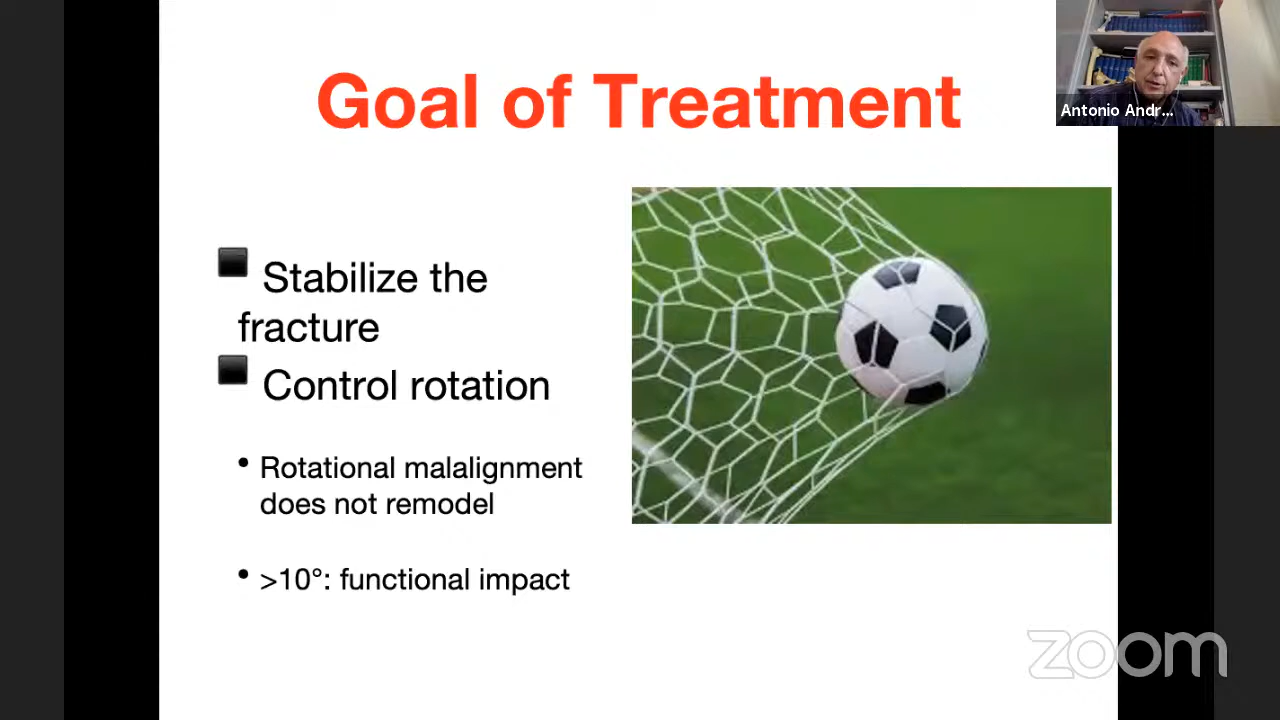 Goal of Treatment
Antonio Andr...
Stabilize the
fracture
Control rotation
• Rotational malalignment
does not remodel
• >10°: functional impact
zoom